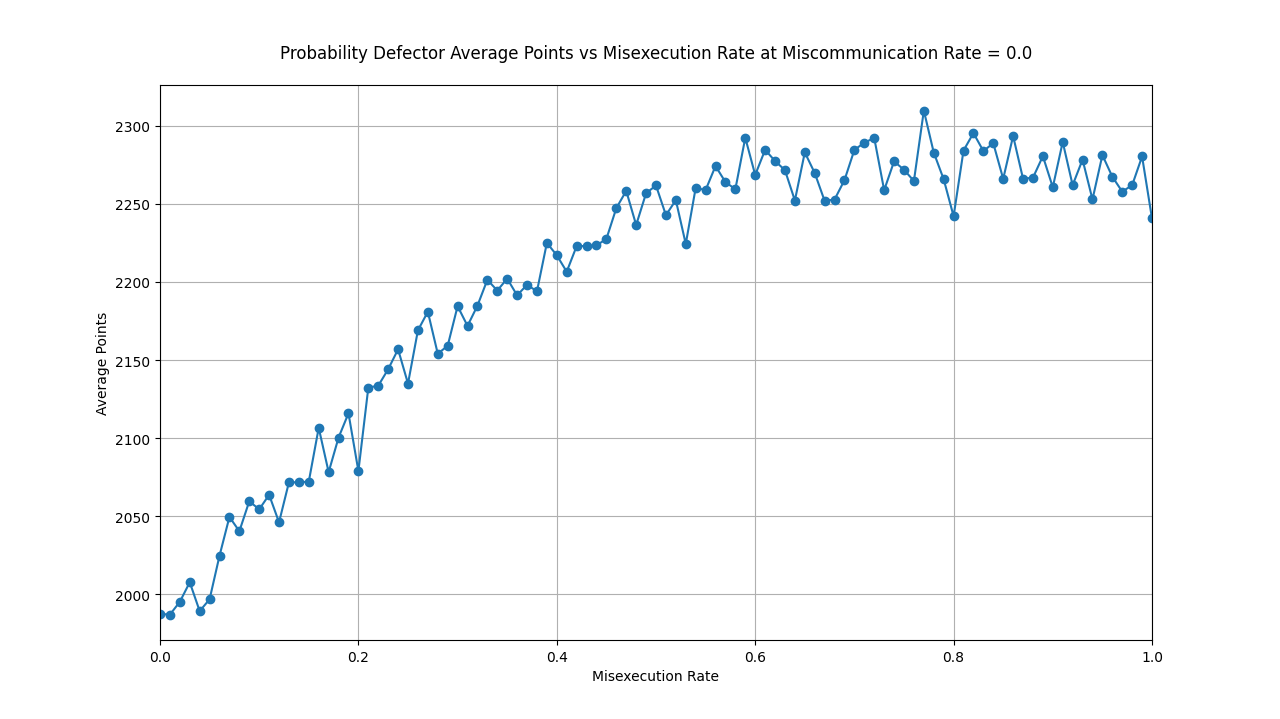 Probability Defector Average Points vs Misexecution Rate at Miscommunication Rate = 0.0
2300
2250
2200
2150
2100
2050
2000
Average Points
0.0 0.2 0.4 0.6 0.8 1.0
Misexecution Rate